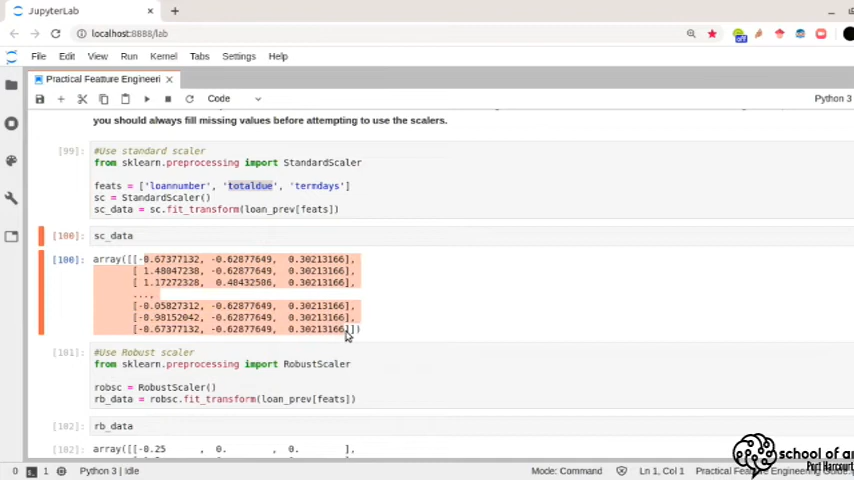 JupyterLab
localhost:8888/lab
off
File Edit View Run Kernel Tabs Settings Help
Practical Featture Engineeri
Code
Python 3
you should always fill missing values before attempting to use the scalers.
[99]:
#Use standard scaler
from sklearn.preprocessing import StandardScaler
feats = ['loannumber', 'totaldue', 'termdays']
sc = StandardScaler()
sc_data = sc.fit_transform(loan_prev[feats])
[100]: sc_data
[100]: array([[-0.67377132, -0.62877649, 0.30213166],
[ 1.48047238, -0.62877649, 0.30213166],
[ 1.17272328, 0.40432586, 0.30213166],
...,
[-0.05827312, -0.62877649, 0.30213166],
[-0.98152042, -0.62877649, 0.30213166],
[-0.67377132, -0.62877649, 0.30213166]])
[101]: #Use Robust scaler
from sklearn.preprocessing import RobustScaler
robsc = RobustScaler()
rb_data = robsc.fit_transform(loan_prev[feats])
[102]: rb_data
[102]: array([[-0.25 , 0. , 0. ],
school of
Port Harcourt
0 1 Python 3 | Idle Mode: Command Ln 1, Col 1 Practical Featture Engineering